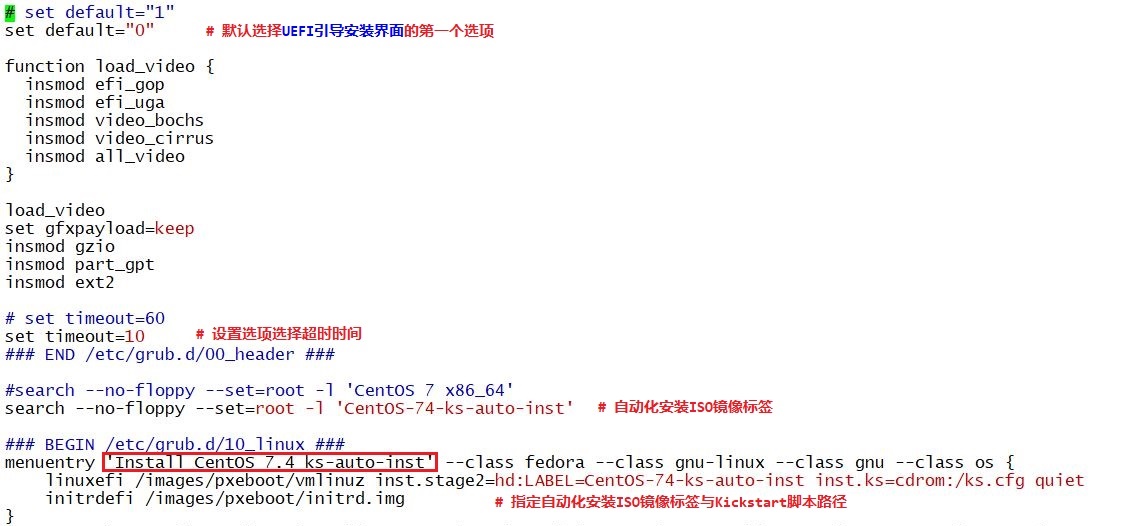 # set default="1"
set default="0" # 默认选择UEFI引导安装界面的第一个选项
function load_video {
insmod efi_gop
insmod efi_uga
insmod video_bochs
insmod video_cirrus
insmod all_video
}
load_video
set gfxpayload=keep
insmod gzio
insmod part_gpt
insmod ext2
# set timeout=60
set timeout=10 # 设置选项选择超时时间
### END /etc/grub.d/00_header ###
#search --no-floppy --set=root -l 'CentOS 7 x86_64'
search --no-floppy --set=root -l 'CentOS-74-ks-auto-inst' # 自动化安装ISO镜像标签
### BEGIN /etc/grub.d/10_linux ###
menuentry 'Install CentOS 7.4 ks-auto-inst' --class fedora --class gnu-linux --class gnu --class os {
linuxefi /images/pxeboot/vmlinuz inst.stage2=hd:LABEL=CentOS-74-ks-auto-inst inst.ks=cdrom:/ks.cfg quiet
initrdefi /images/pxeboot/initrd.img # 指定自动化安装ISO镜像标签与Kickstart脚本路径
}